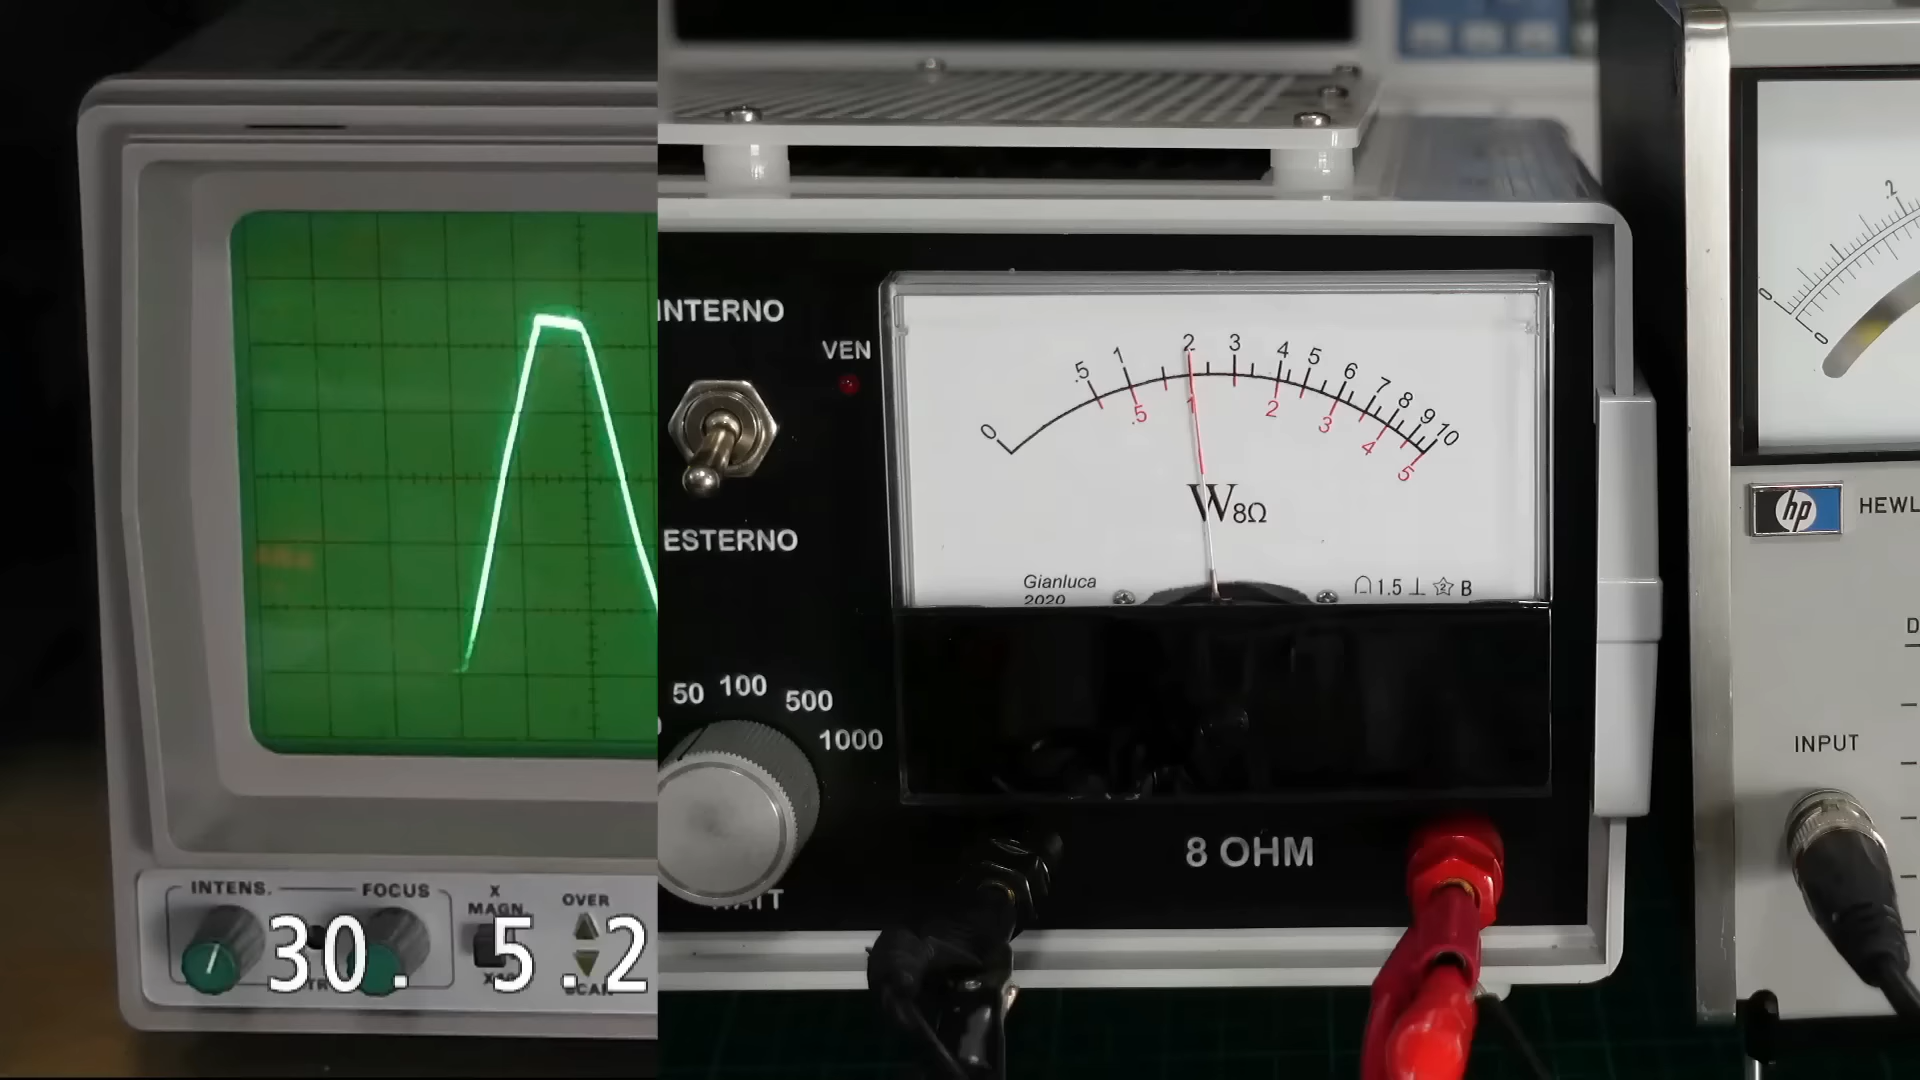 INTENS.
FOCUS
X
MAGN
OVER
30. 5.2
INTERNO
VEN
ESTERNO
50 100 500
1000
0 .5 1 2 3 4 5 6 7 8 9 10
.5 1 2 3 4 5
W8Ω
Gianluca
2020
1.5 ⊥ 2 B
8 OHM
0 .2
0
hp HEWL
D
INPUT